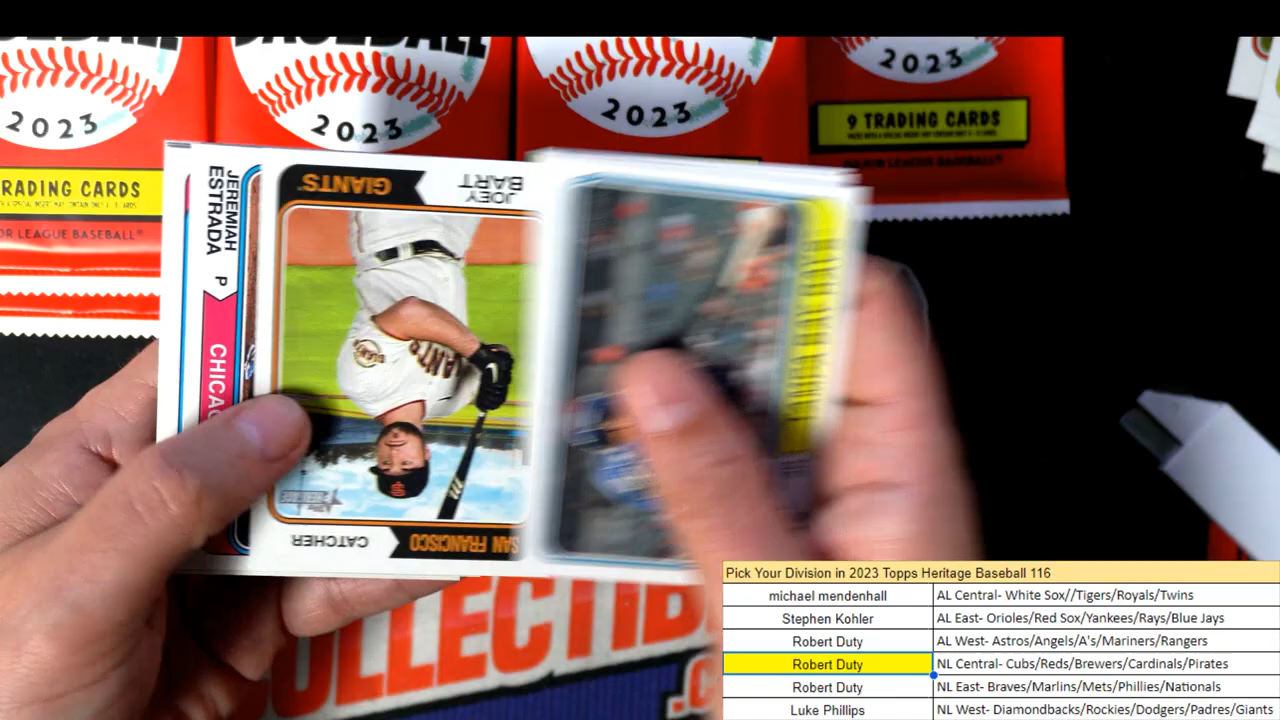 BASEBALL
2023
2023
2023
2023
9 TRADING CARDS
RADING CARDS
OR LEAGUE BASEBALL®
JEREMIAH
ESTRADA P
CHICAG
GIANTS
JOEY
BART
CATCHER
SAN FRANCISCO
COLLECTIB
.CO
Pick Your Division in 2023 Topps Heritage Baseball 116
michael mendenhall AL Central- White Sox//Tigers/Royals/Twins
Stephen Kohler AL East- Orioles/Red Sox/Yankees/Rays/Blue Jays
Robert Duty AL West- Astros/Angels/A's/Mariners/Rangers
Robert Duty NL Central- Cubs/Reds/Brewers/Cardinals/Pirates
Robert Duty NL East- Braves/Marlins/Mets/Phillies/Nationals
Luke Phillips NL West- Diamondbacks/Rockies/Dodgers/Padres/Giants